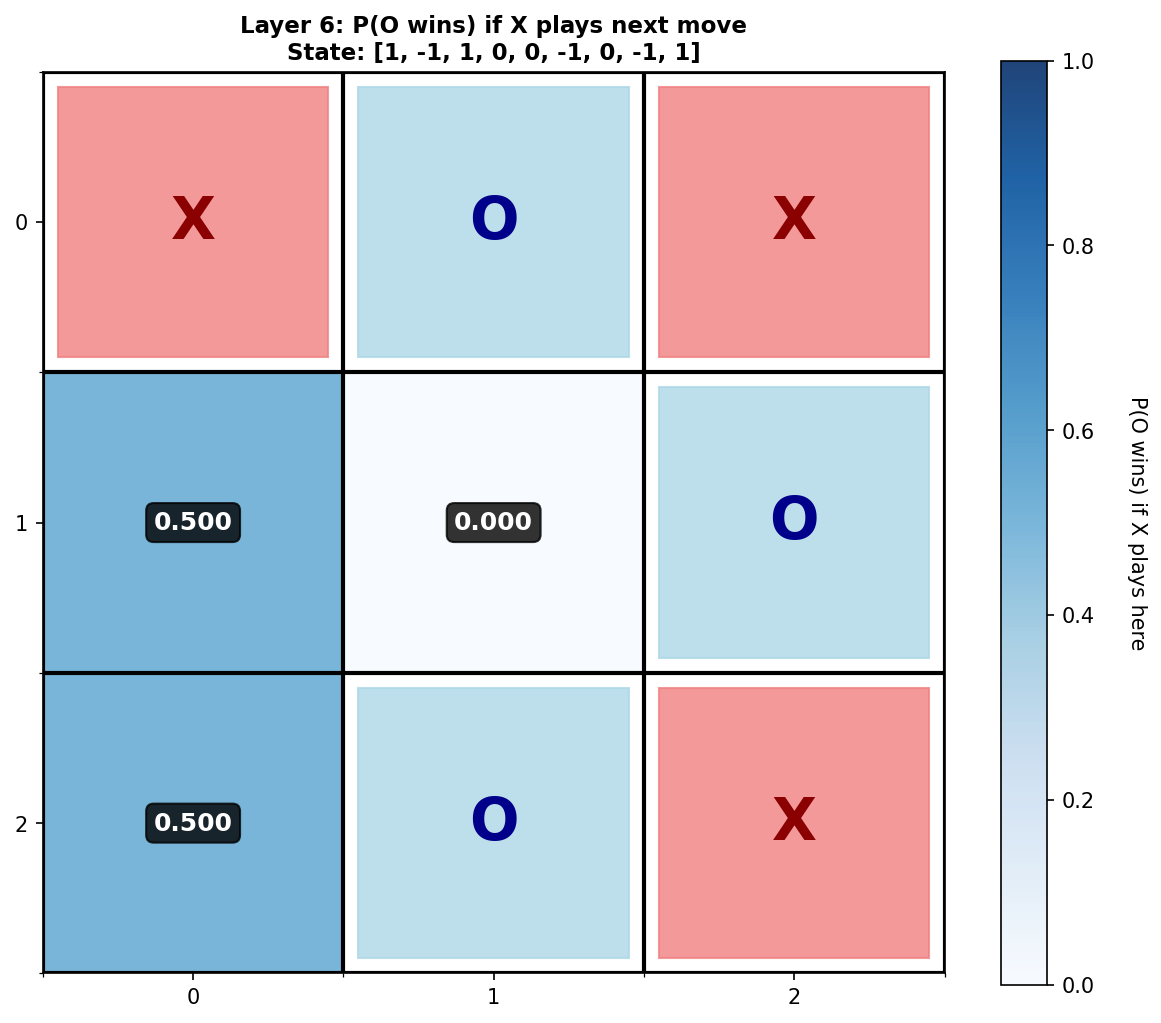 Layer 6: P(O wins) if X plays next move
State: [1, -1, 1, 0, 0, -1, 0, -1, 1]
X O X
0
0.500 0.000 O
1
0.500 O X
2
0 1 2
1.0
0.8
0.6
0.4
0.2
0.0
P(O wins) if X plays here